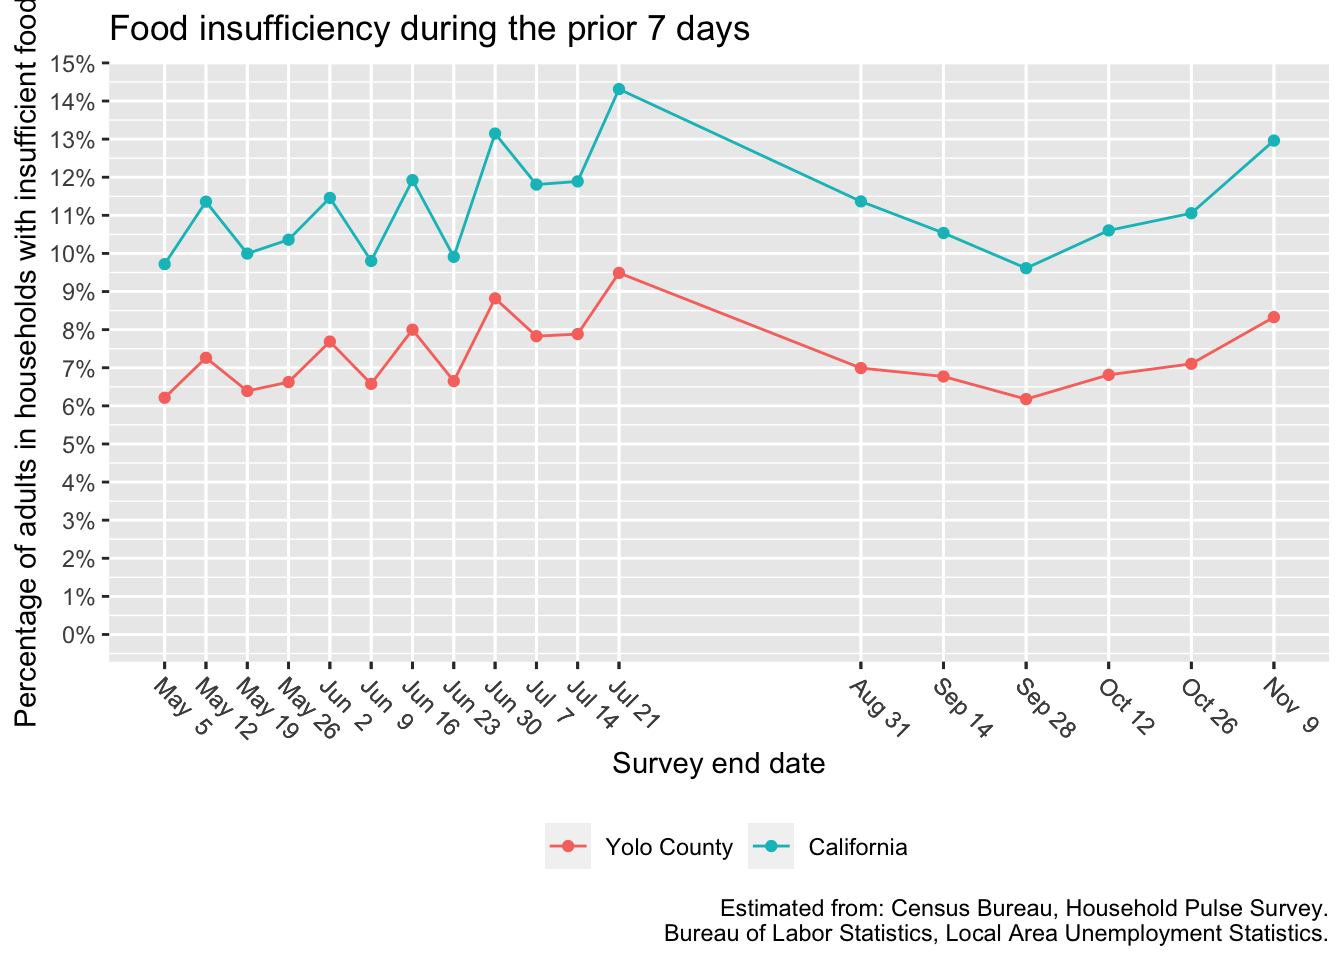 Food insufficiency during the prior 7 days
Percentage of adults in households with insufficient food
15%
14%
13%
12%
11%
10%
9%
8%
7%
6%
5%
4%
3%
2%
1%
0%
May 5
May 12
May 19
May 26
Jun 2
Jun 9
Jun 16
Jun 23
Jun 30
Jul 7
Jul 14
Jul 21
Aug 31
Sep 14
Sep 28
Oct 12
Oct 26
Nov 9
Survey end date
Yolo County
California
Estimated from: Census Bureau, Household Pulse Survey.
Bureau of Labor Statistics, Local Area Unemployment Statistics.